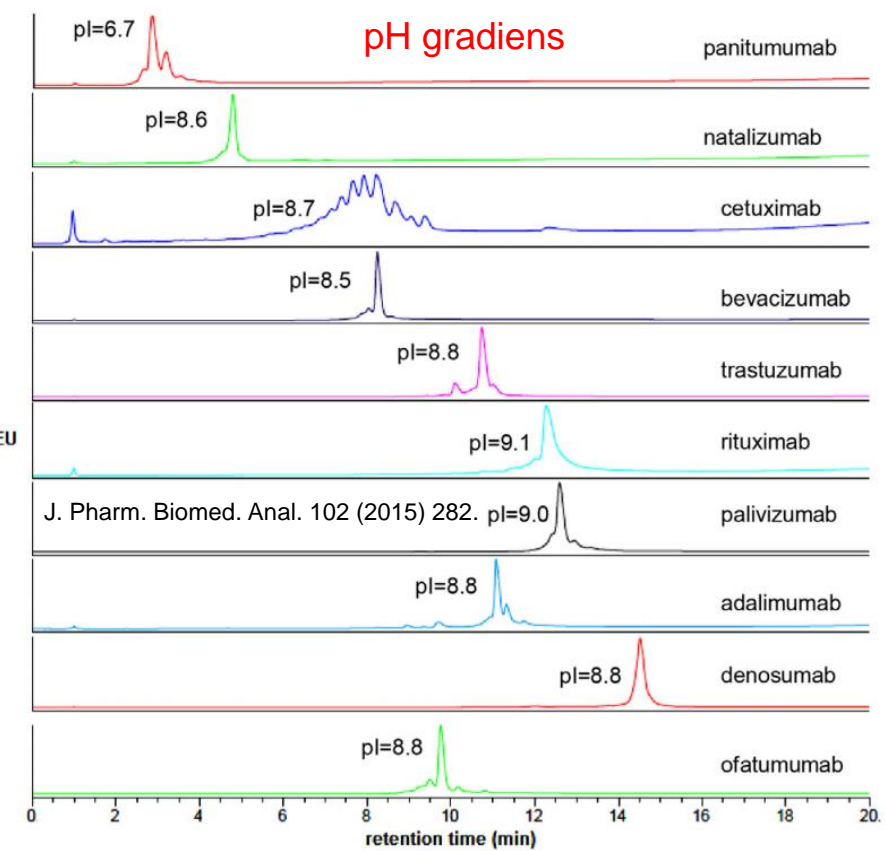 pH gradiens
pI=6.7
panitumumab
pI=8.6
natalizumab
pI=8.7
cetuximab
pI=8.5
bevacizumab
pI=8.8
trastuzumab
EU
pI=9.1
rituximab
J. Pharm. Biomed. Anal. 102 (2015) 282.
pI=9.0
palivizumab
pI=8.8
adalimumab
pI=8.8
denosumab
pI=8.8
ofatumumab
0 2 4 6 8 10 12 14 16 18 20.
retention time (min)